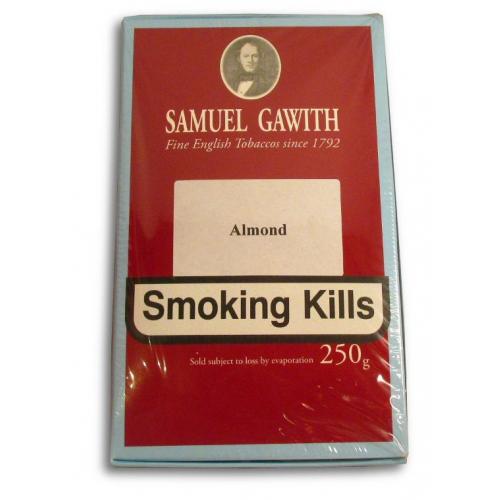 SAMUEL GAWITH
Fine English Tobaccos since 1792
Almond
Smoking Kills
Sold subject to loss by evaporation 250g